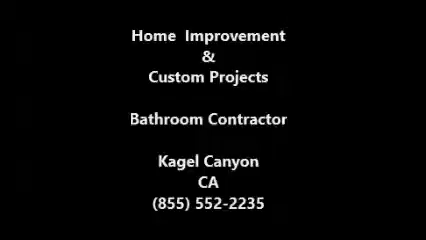 Home  Improvement
&
Custom Projects
Bathroom Contractor
Kagel Canyon
CA
(855) 552-2235